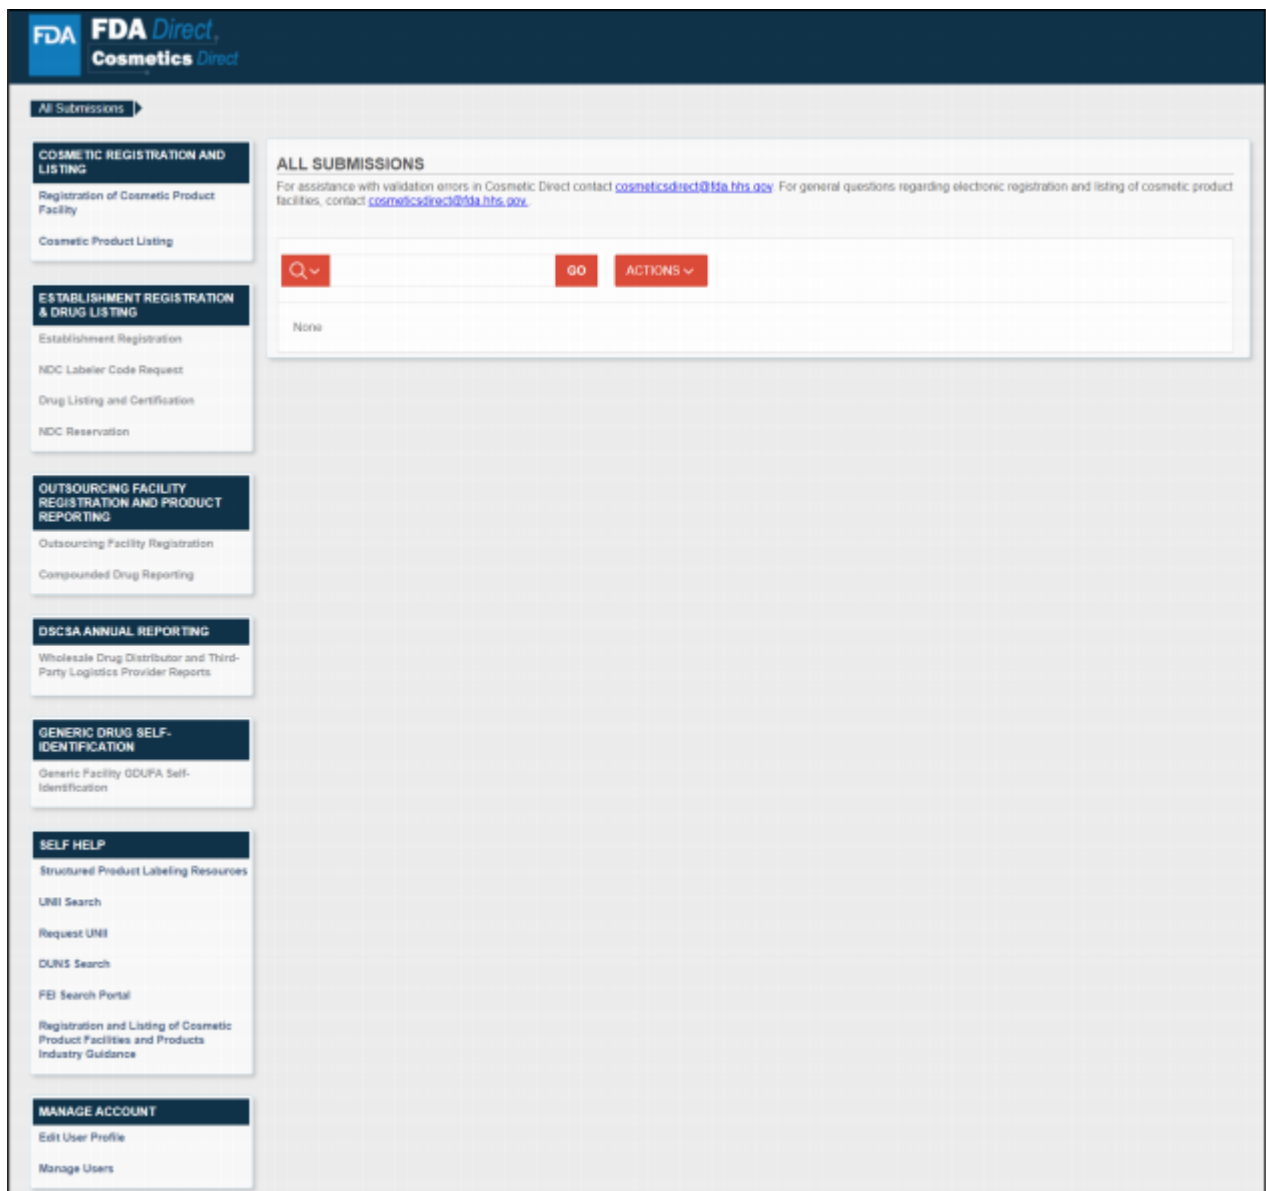 FDA
FDA Direct,
Cosmetics Direct
All Submissions
COSMETIC REGISTRATION AND
LISTING
Registration of Cosmetic Product
Facility
Cosmetic Product Listing
ESTABLISHMENT REGISTRATION
& DRUG LISTING
Establishment Registration
NDC Labeler Code Request
Drug Listing and Certification
NDC Reservation
OUTSOURCING FACILITY
REGISTRATION AND PRODUCT
REPORTING
Outsourcing Facility Registration
Compounded Drug Reporting
DSCSA ANNUAL REPORTING
Wholesale Drug Distributor and Third-
Party Logistics Provider Reports
GENERIC DRUG SELF-
IDENTIFICATION
Generic Facility GDUFA Self-
Identification
SELF HELP
Structured Product Labeling Resources
UNII Search
Request UNII
DUNS Search
FEI Search Portal
Registration and Listing of Cosmetic
Product Facilities and Products
Industry Guidance
MANAGE ACCOUNT
Edit User Profile
Manage Users
ALL SUBMISSIONS
For assistance with validation errors in Cosmetic Direct contact cosmeticsdirect@fda.hhs.gov. For general questions regarding electronic registration and listing of cosmetic product
facilities, contact cosmeticsdirect@fda.hhs.gov.
GO
ACTIONS
None